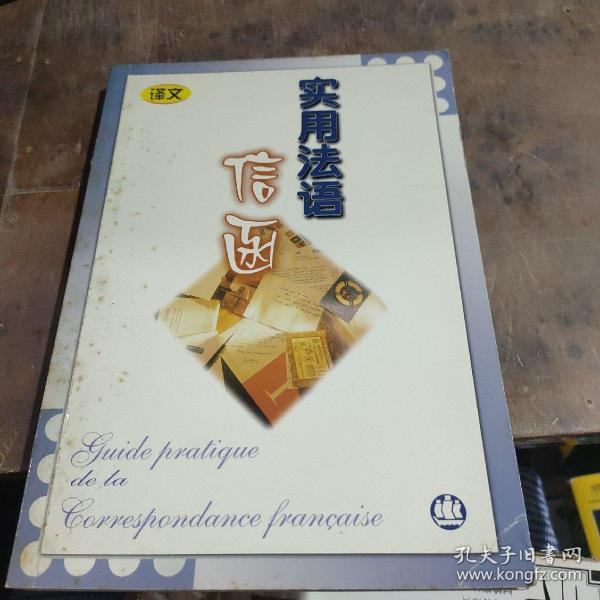 译文
实用法语
信函
Guide pratique
de la
Correspondance française
孔夫子旧书网
www.kongfz.com